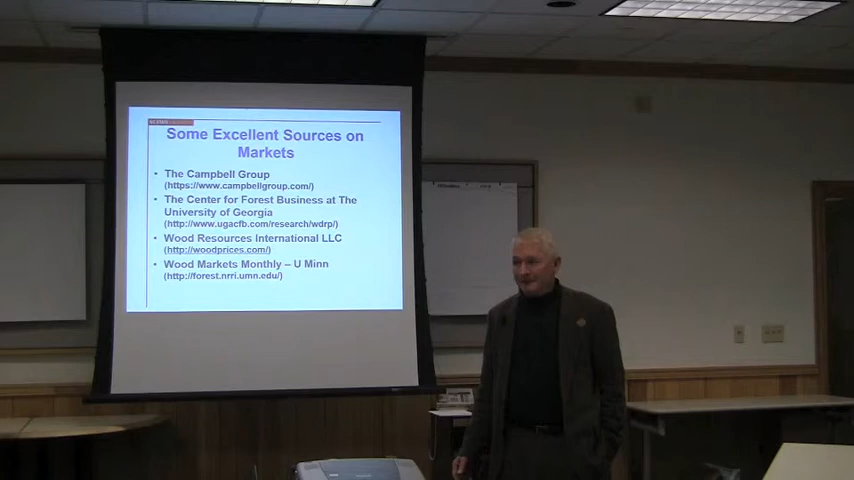 Some Excellent Sources on
Markets
• The Campbell Group
(https://www.campbellgroup.com/)
• The Center for Forest Business at The
University of Georgia
(http://www.ugacfb.com/research/wdrp/)
• Wood Resources International LLC
(http://woodprices.com/)
• Wood Markets Monthly – U Minn
(http://forest.nrri.umn.edu/)